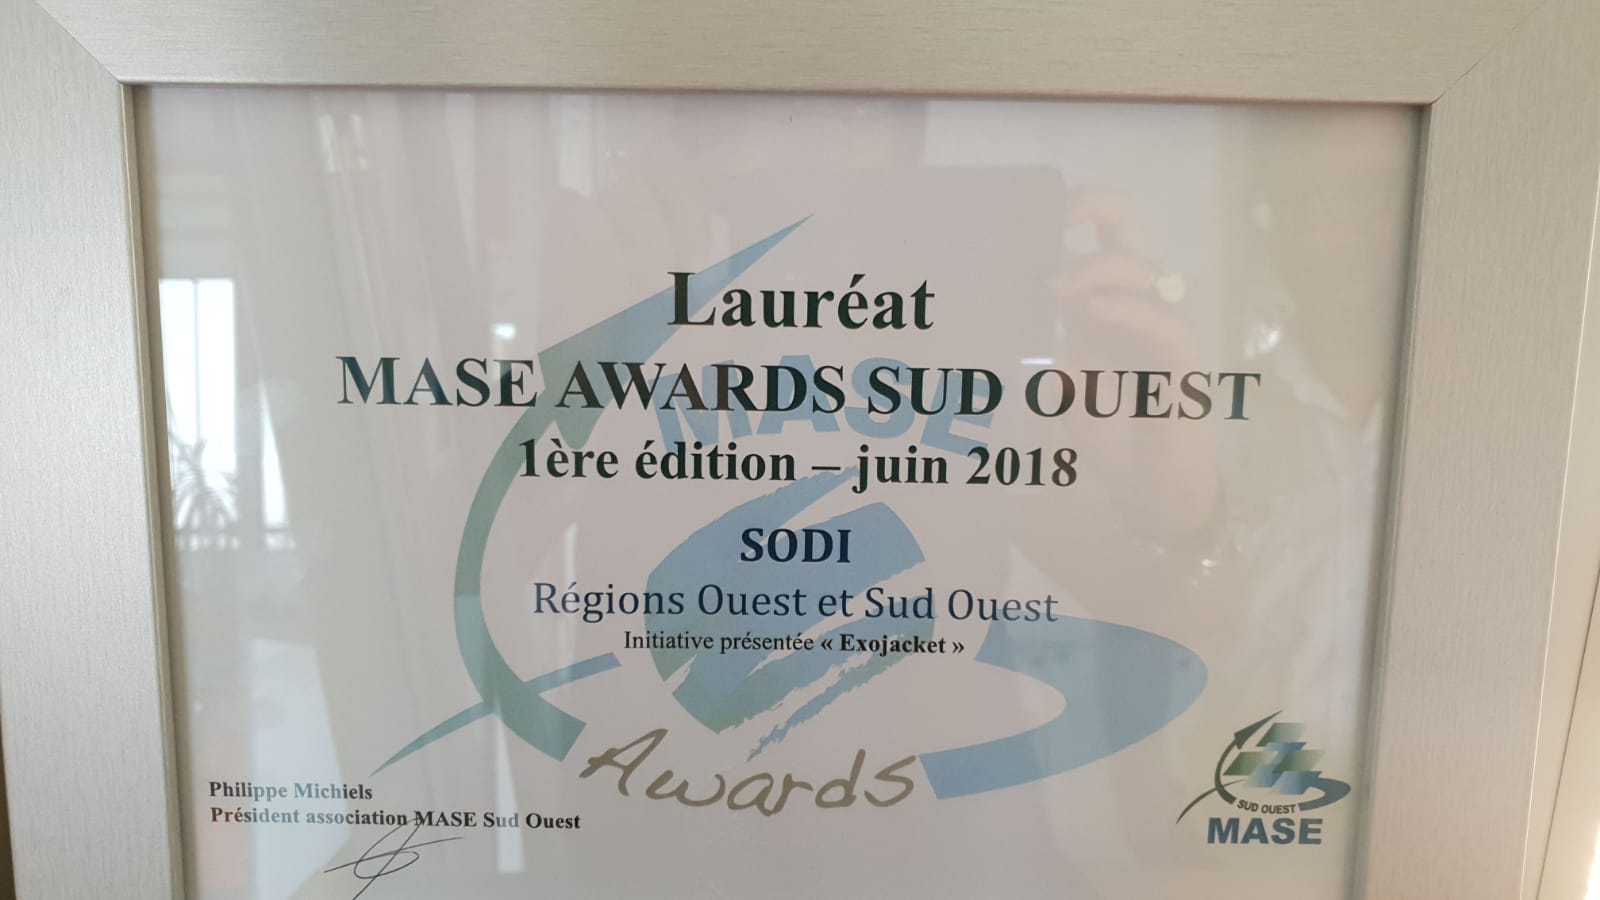 Lauréat
MASE
MASE AWARDS SUD OUEST
1ère édition – juin 2018
SODI
Régions Ouest et Sud Ouest
Initiative présentée « Exojacket »
Awards
Philippe Michiels
Président association MASE Sud Ouest
SUD OUEST
MASE